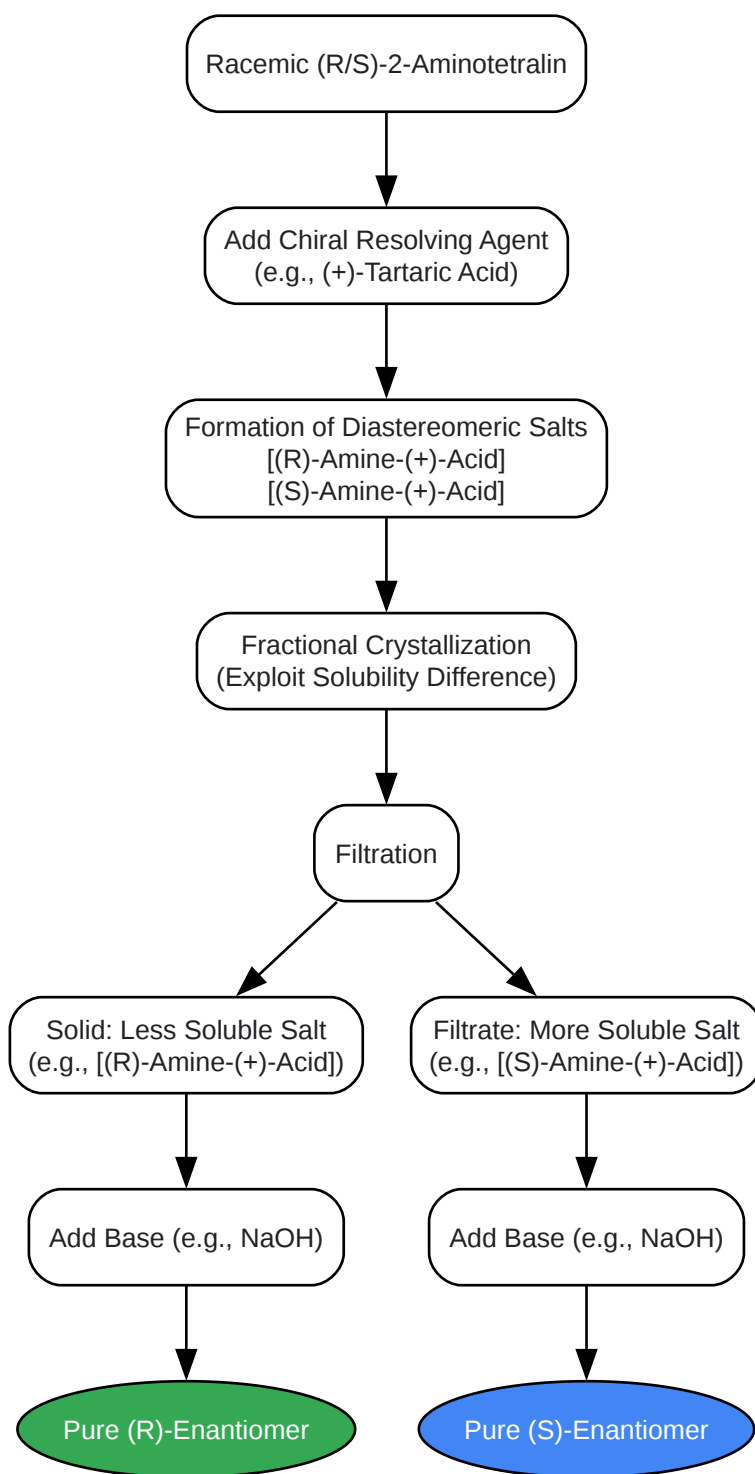 Racemic (R/S)-2-Aminotetralin
Add Chiral Resolving Agent
(e.g., (+)-Tartaric Acid)
Formation of Diastereomeric Salts
[(R)-Amine-(+)-Acid]
[(S)-Amine-(+)-Acid]
Fractional Crystallization
(Exploit Solubility Difference)
Filtration
Solid: Less Soluble Salt
(e.g., [(R)-Amine-(+)-Acid])
Filtrate: More Soluble Salt
(e.g., [(S)-Amine-(+)-Acid])
Add Base (e.g., NaOH)
Add Base (e.g., NaOH)
Pure (R)-Enantiomer
Pure (S)-Enantiomer